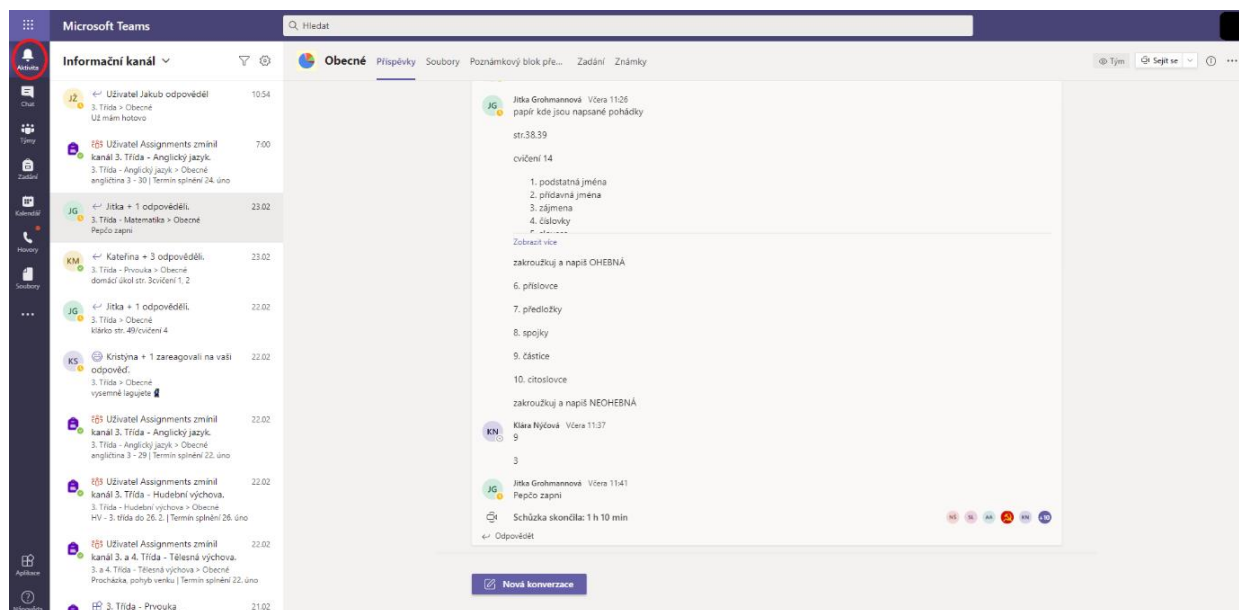 Microsoft Teams
Hledat
Aktivita
Chat
Týmy
Zadání
Kalendář
Hovory
Soubory
Aplikace
Informační kanál
Uživatel Jakub odpověděl 10:54
3. Třída > Obecné
Už mám hotovo
Uživatel Assignments zmínil 7:00
kanál 3. Třída - Anglický jazyk.
3. Třída - Anglický jazyk > Obecné
angličtina 3 - 30 | Termín splnění 24. úno
Jitka + 1 odpověděli. 23.02
3. Třída - Matematika > Obecné
Pepčo zapni
Kateřina + 3 odpověděli. 23.02
3. Třída - Prvouka > Obecné
domácí úkol str. 3cvičení 1, 2
Jitka + 1 odpověděli. 22.02
3. Třída > Obecné
klárko str. 49/cvičení 4
Kristýna + 1 zareagovali na vaši 22.02
odpověď.
3. Třída > Obecné
vysemně lagujete
Uživatel Assignments zmínil 22.02
kanál 3. Třída - Anglický jazyk.
3. Třída - Anglický jazyk > Obecné
angličtina 3 - 29 | Termín splnění 22. úno
Uživatel Assignments zmínil 22.02
kanál 3. Třída - Hudební výchova.
3. Třída - Hudební výchova > Obecné
HV - 3. třída do 26. 2. | Termín splnění 26. úno
Uživatel Assignments zmínil 22.02
kanál 3. a 4. Třída - Tělesná výchova.
3. a 4. Třída - Tělesná výchova > Obecné
Procházka, pohyb venku | Termín splnění 22. úno
3. Třída - Prvouka 21.02
Obecné Příspěvky Soubory Poznámkový blok pře... Zadání Známky
Tým Sejít se
JG Jitka Grohmannová Včera 11:26
papír kde jsou napsané pohádky
str.38.39
cvičení 14
1. podstatná jména
2. přídavná jména
3. zájmena
4. číslovky
Zobrazit více
zakroužkuj a napiš OHEBNÁ
6. příslovce
7. předložky
8. spojky
9. částice
10. citoslovce
zakroužkuj a napiš NEOHEBNÁ
KN Klára Nýčová Včera 11:37
9
3
JG Jitka Grohmannová Včera 11:41
Pepčo zapni
Schůzka skončila: 1 h 10 min
Odpovědět
Nová konverzace